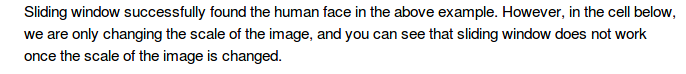 Sliding window successfully found the human face in the above example. However, in the cell below,
we are only changing the scale of the image, and you can see that sliding window does not work
once the scale of the image is changed.